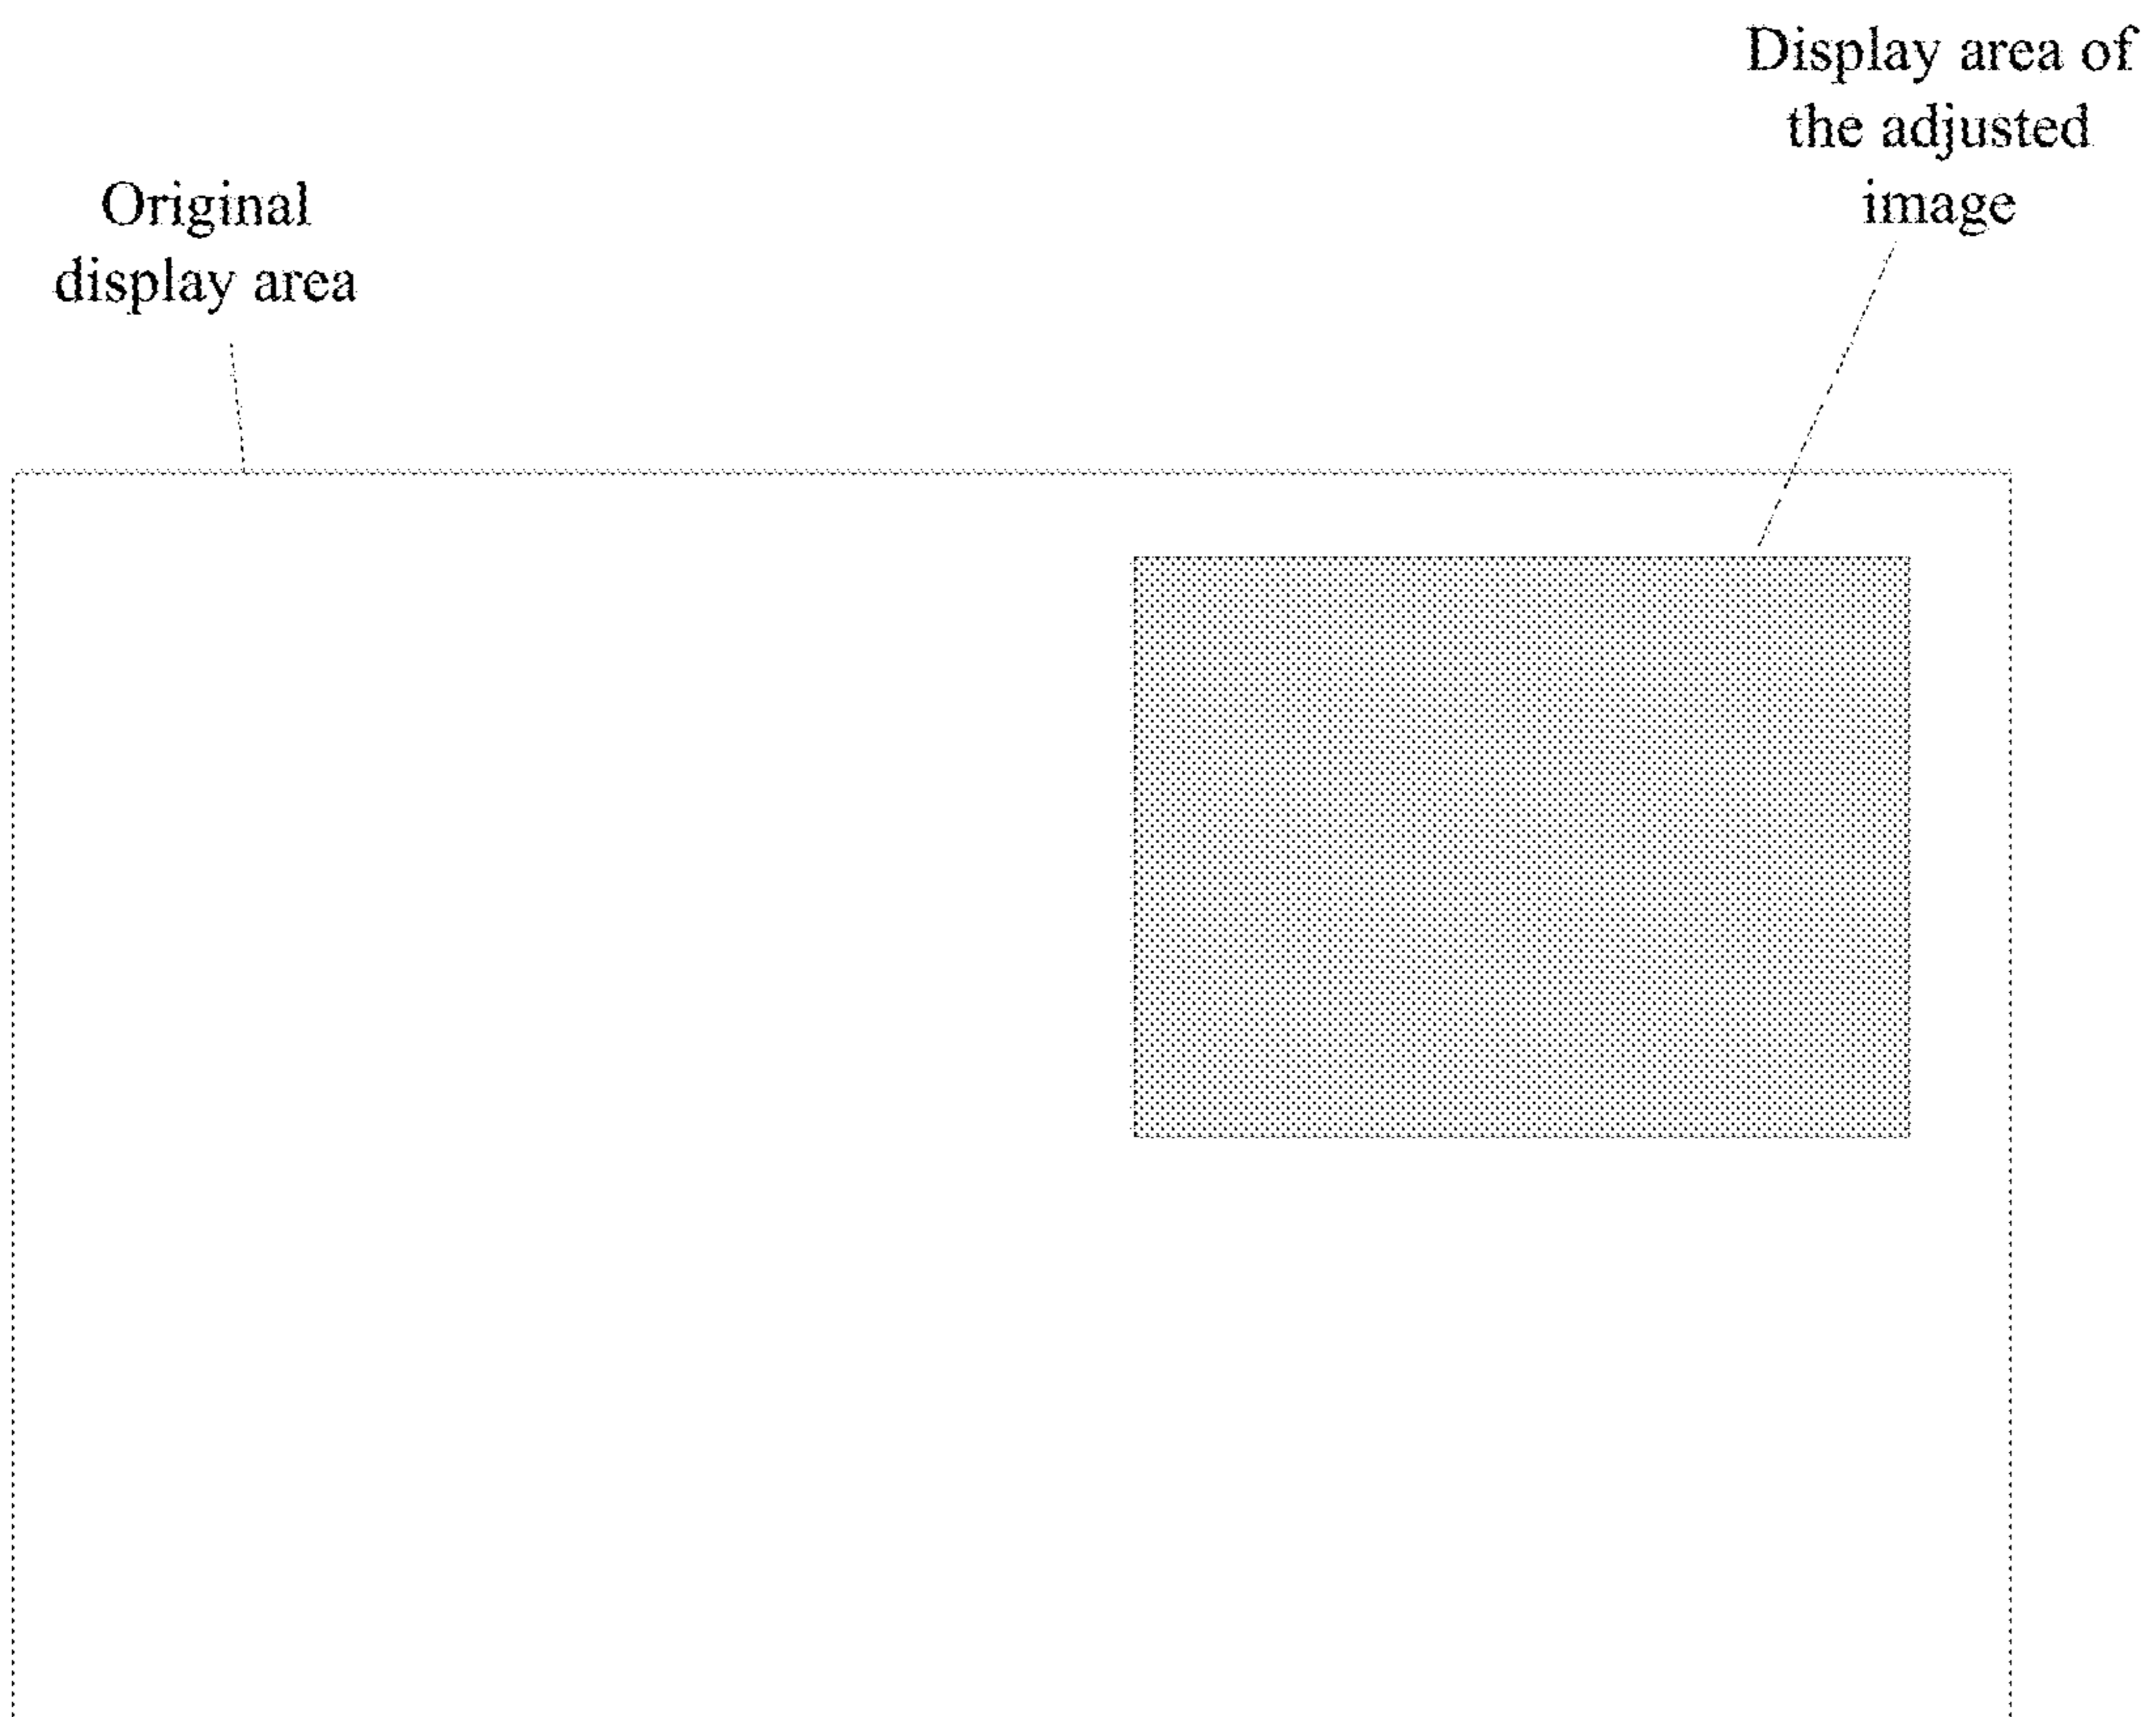 Original
display area
Display area of
the adjusted
image